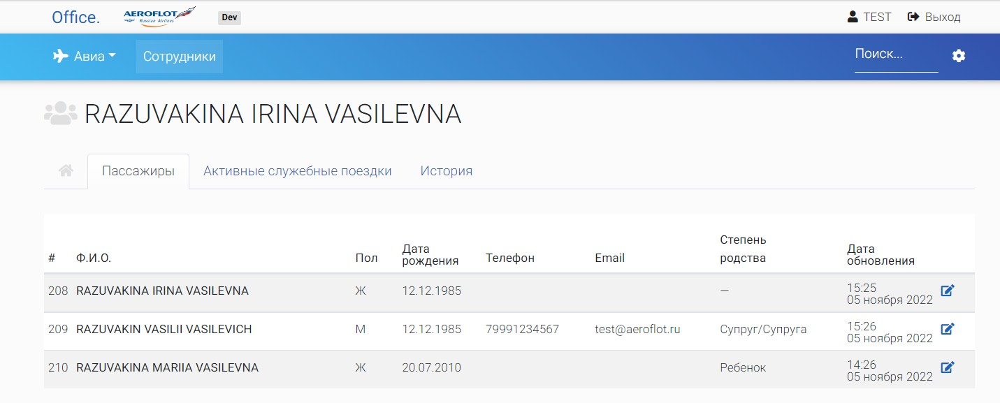 Office.
AEROFLOT
Russian Airlines
Dev
TEST
Выход
Авиа
Сотрудники
Поиск...
RAZUVAKINA IRINA VASILEVNA
Пассажиры
Активные служебные поездки
История
# Ф.И.О. Пол Дата рождения Телефон Email Степень родства Дата обновления
208 RAZUVAKINA IRINA VASILEVNA Ж 12.12.1985 — 15:25 05 ноября 2022
209 RAZUVAKIN VASILII VASILEVICH М 12.12.1985 79991234567 test@aeroflot.ru Супруг/Супруга 15:26 05 ноября 2022
210 RAZUVAKINA MARIIA VASILEVNA Ж 20.07.2010 Ребенок 14:26 05 ноября 2022